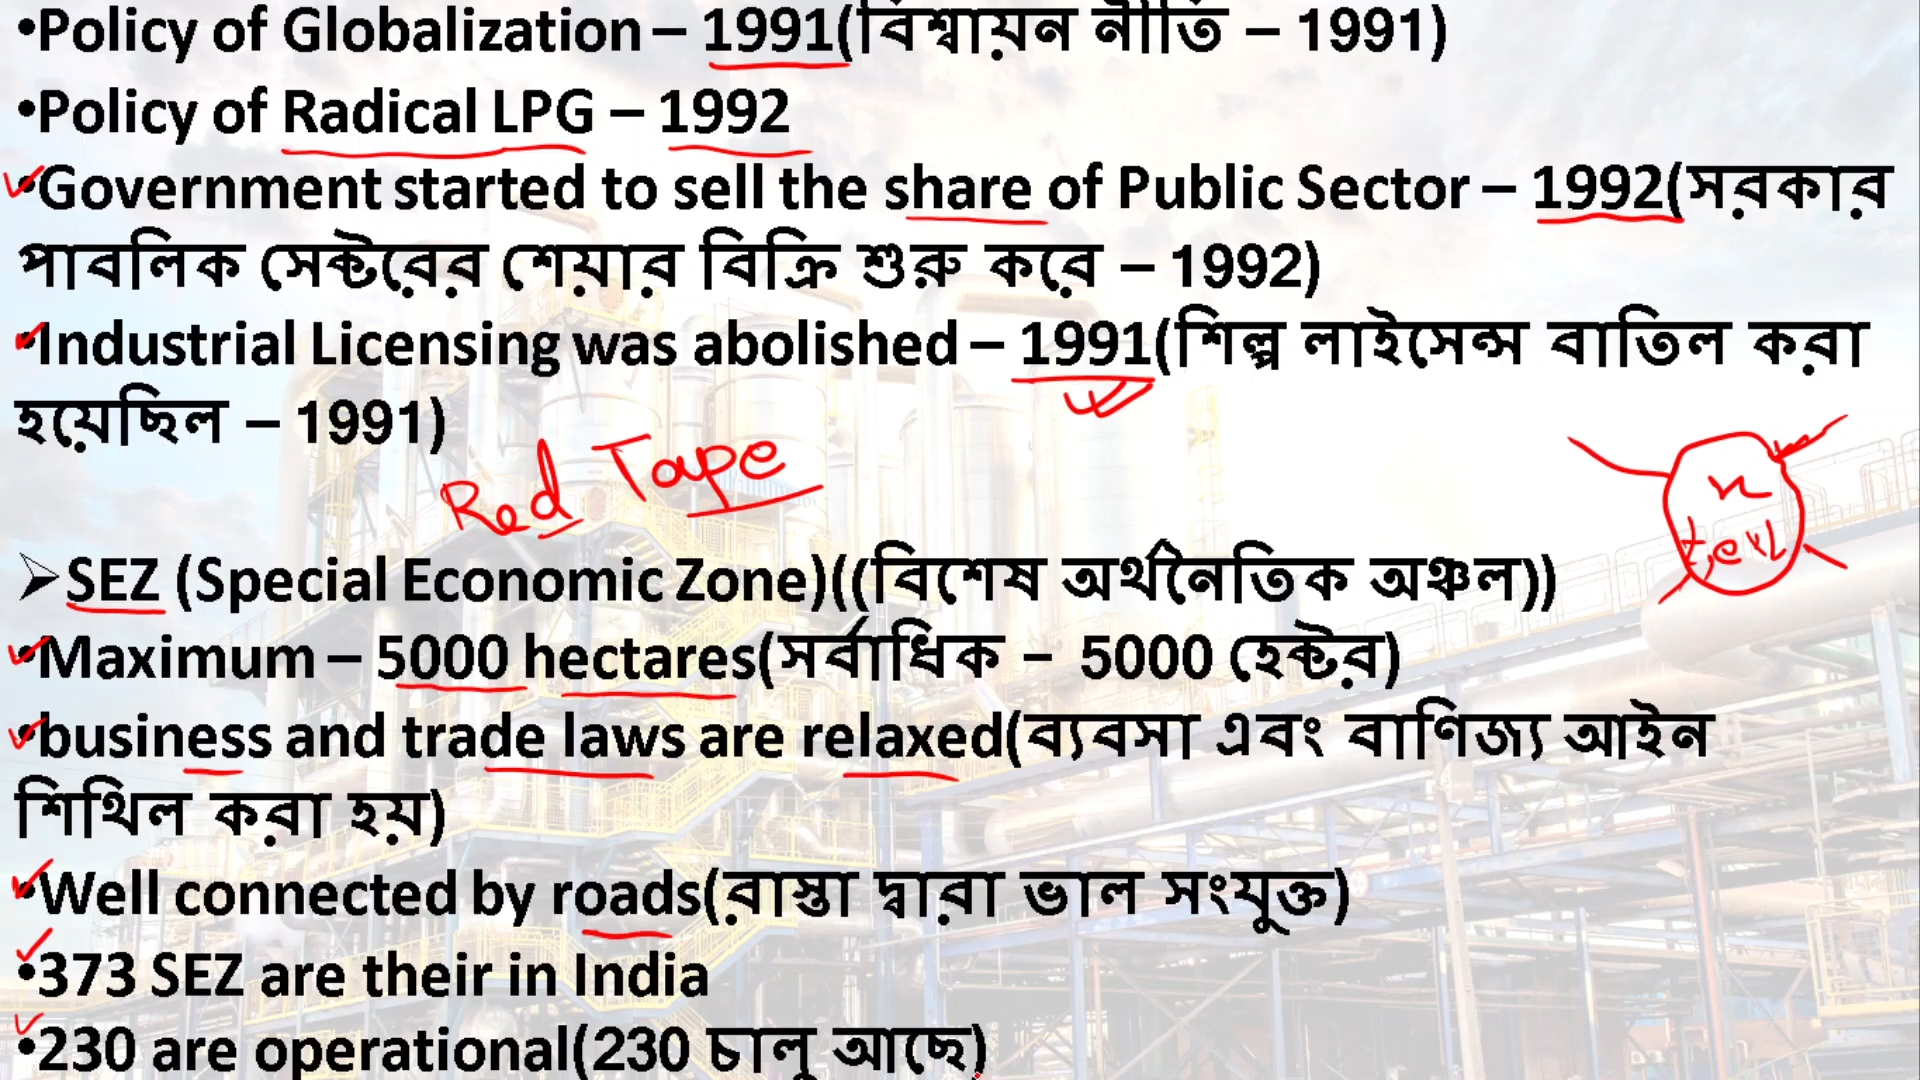 •Policy of Globalization – 1991(বিশ্বায়ন নীতি – 1991)
•Policy of Radical LPG – 1992
•Government started to sell the share of Public Sector – 1992(সরকার
পাবলিক সেক্টরের শেয়ার বিক্রি শুরু করে – 1992)
•Industrial Licensing was abolished – 1991(শিল্প লাইসেন্স বাতিল করা
হয়েছিল – 1991)
Red Tape
➢SEZ (Special Economic Zone)((বিশেষ অর্থনৈতিক অঞ্চল))
•Maximum – 5000 hectares(সর্বাধিক – 5000 হেক্টর)
•business and trade laws are relaxed(ব্যবসা এবং বাণিজ্য আইন
শিথিল করা হয়)
•Well connected by roads(রাস্তা দ্বারা ভাল সংযুক্ত)
•373 SEZ are their in India
•230 are operational(230 চালু আছে)